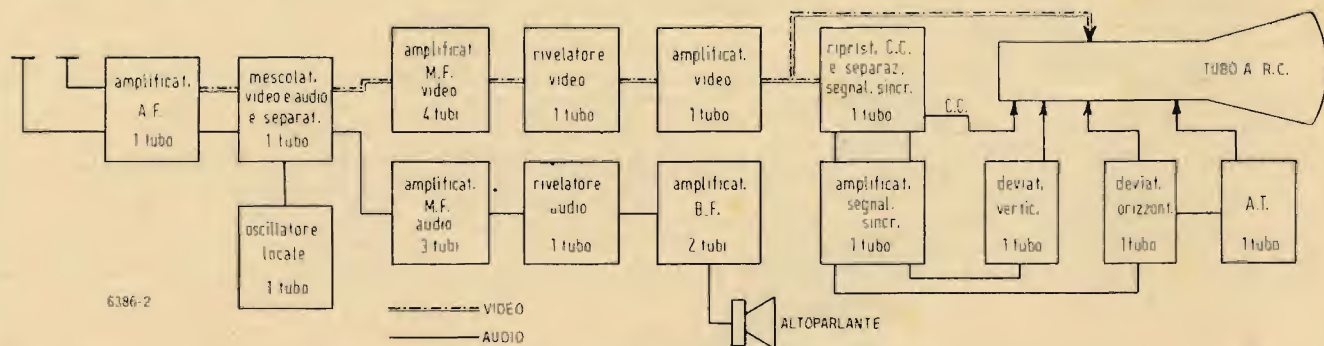 amplificat.
A.F.
1 tubo
mescolat.
video e audio
e separat.
1 tubo
oscillatore
locale
1 tubo
amplificat.
M.F.
video
4 tubi
rivelatore
video
1 tubo
amplificat.
video
1 tubo
riprist. C.C.
e separaz.
segnal. sincr.
1 tubo
C.C.
TUBO A R.C.
amplificat.
M.F.
audio
3 tubi
rivelatore
audio
1 tubo
amplificat.
B.F.
2 tubi
amplificat.
segnal.
sincr.
1 tubo
deviat.
vertic.
1 tubo
deviat.
orizzont.
1 tubo
A.T.
1 tubo
6386-2
VIDEO
AUDIO
ALTOPARLANTE